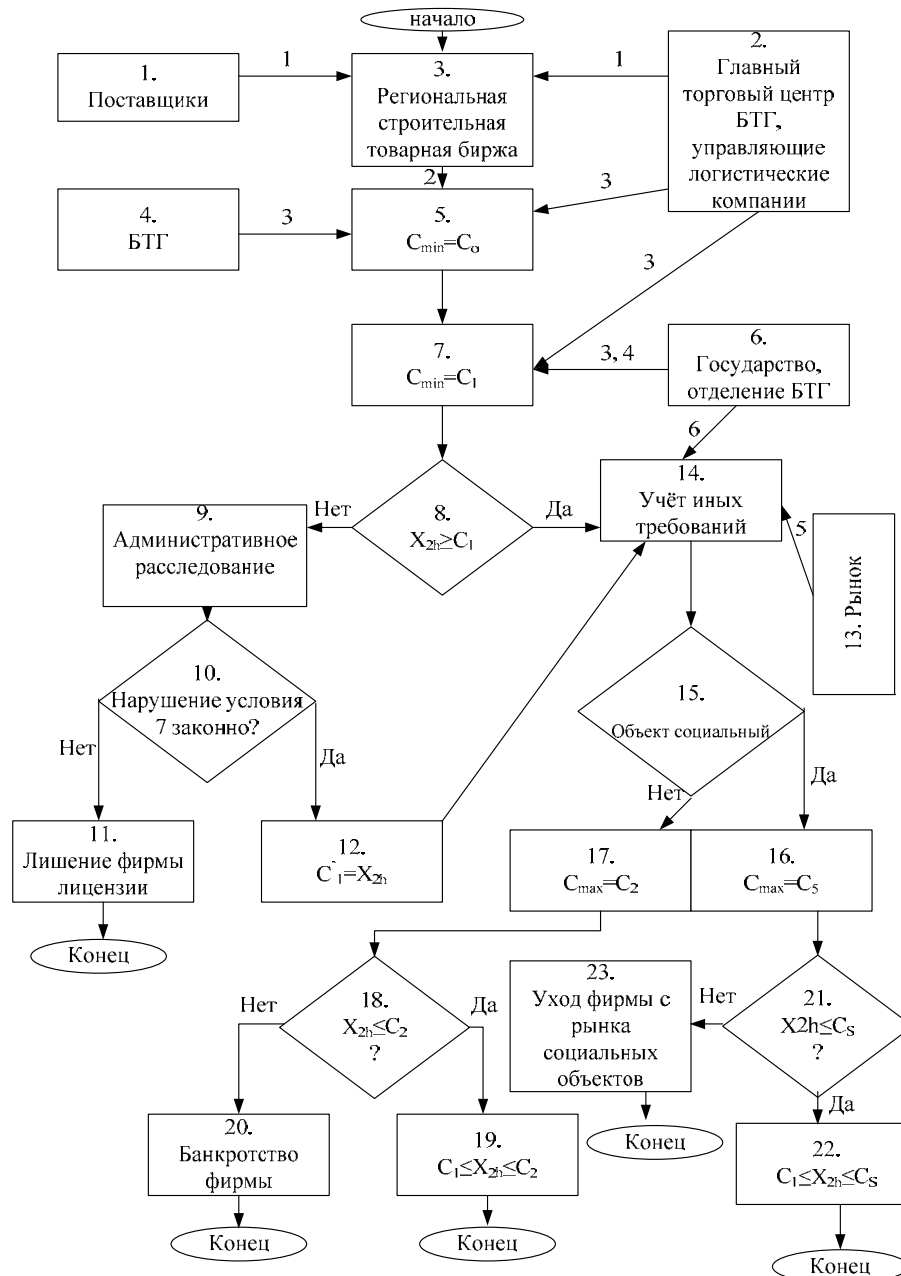 начало
1.
Поставщики
1
3.
Региональная
строительная
товарная биржа
1
2.
Главный
торговый центр
БТГ,
управляющие
логистические
компании
2
3
4.
БТГ
3
5.
Cmin=Co
3
7.
Cmin=C1
3, 4
6.
Государство,
отделение БТГ
6
8.
X2h≥C1
Нет
Да
9.
Административное
расследование
14.
Учёт иных
требований
5
13. Рынок
10.
Нарушение условия
7 законно?
Нет
Да
15.
Объект социальный
Нет
Да
11.
Лишение фирмы
лицензии
Конец
12.
C`1=X2h
17.
Cmax=C2
16.
Cmax=C5
18.
X2h≤C2
?
Нет
Да
23.
Уход фирмы с
рынка
социальных
объектов
Конец
Нет
21.
X2h≤CS
?
Да
20.
Банкротство
фирмы
Конец
19.
C1≤X2h≤C2
Конец
22.
C1≤X2h≤CS
Конец